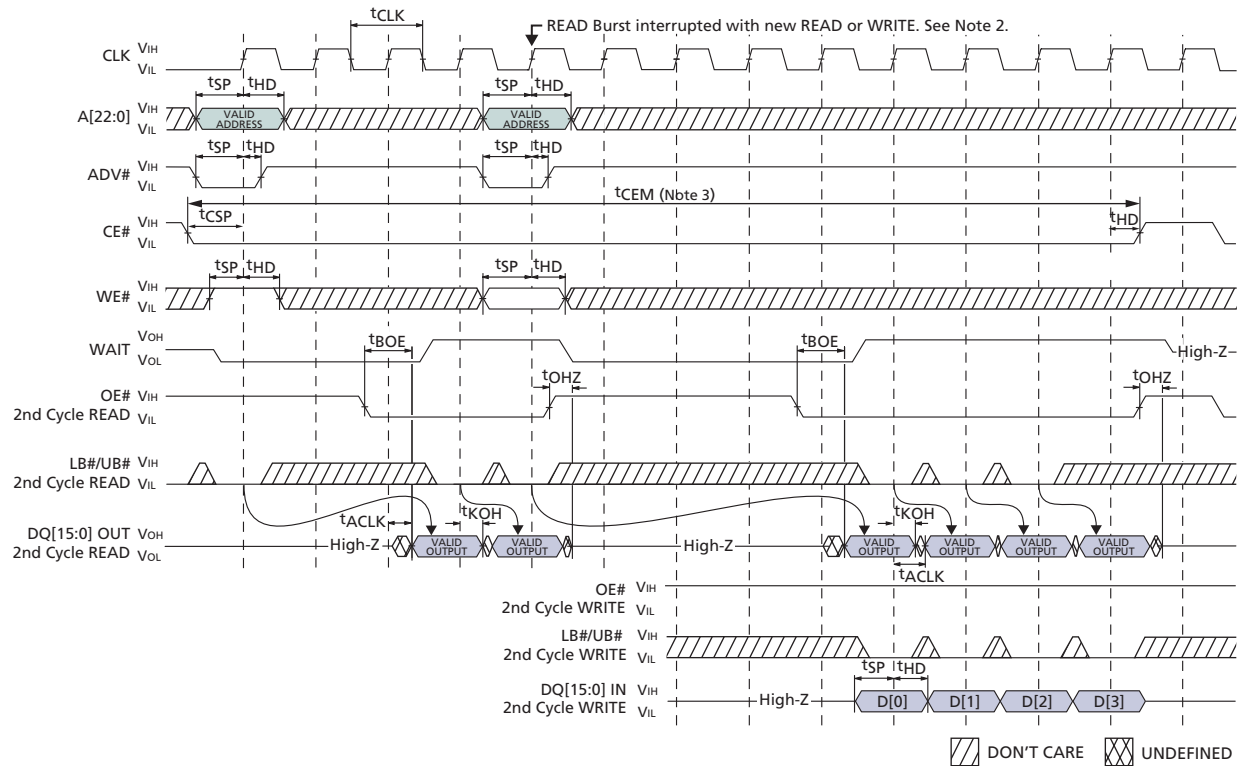 tCLK
READ Burst interrupted with new READ or WRITE. See Note 2.
CLK VIH
VIL
tSP tHD tSP tHD
A[22:0] VIH
VIL
VALID ADDRESS
VALID ADDRESS
tSP tHD tSP tHD
ADV# VIH
VIL
tCEM (Note 3)
tCSP tHD
CE# VIH
VIL
tSP tHD tSP tHD
WE# VIH
VIL
WAIT VOH
VOL
tBOE tBOE High-Z
tOHZ tOHZ
OE# VIH
2nd Cycle READ VIL
LB#/UB# VIH
2nd Cycle READ VIL
tACLK tKOH tKOH
DQ[15:0] OUT VOH
2nd Cycle READ VOL
High-Z VALID OUTPUT VALID OUTPUT High-Z VALID OUTPUT VALID OUTPUT VALID OUTPUT VALID OUTPUT
tACLK
OE# VIH
2nd Cycle WRITE VIL
LB#/UB# VIH
2nd Cycle WRITE VIL
tSP tHD
DQ[15:0] IN VIH
2nd Cycle WRITE VIL
High-Z D[0] D[1] D[2] D[3]
DON'T CARE UNDEFINED